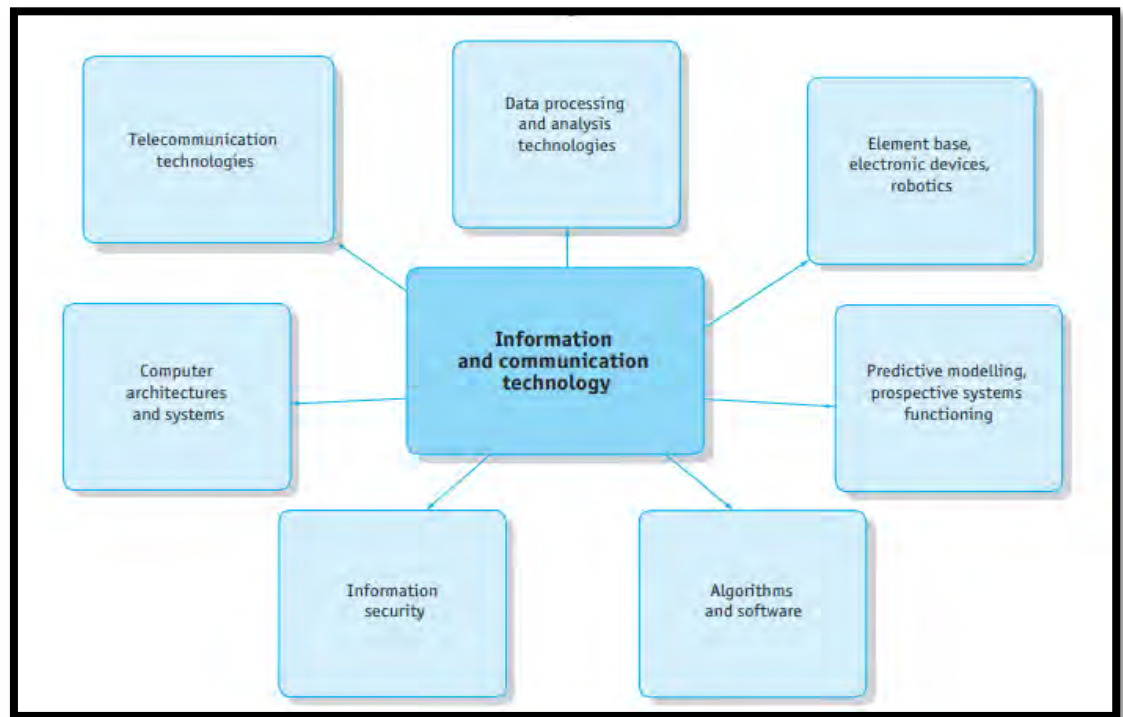 Telecommunication
technologies
Data processing
and analysis
technologies
Element base,
electronic devices,
robotics
Information
and communication
technology
Computer
architectures
and systems
Predictive modelling,
prospective systems
functioning
Information
security
Algorithms
and software